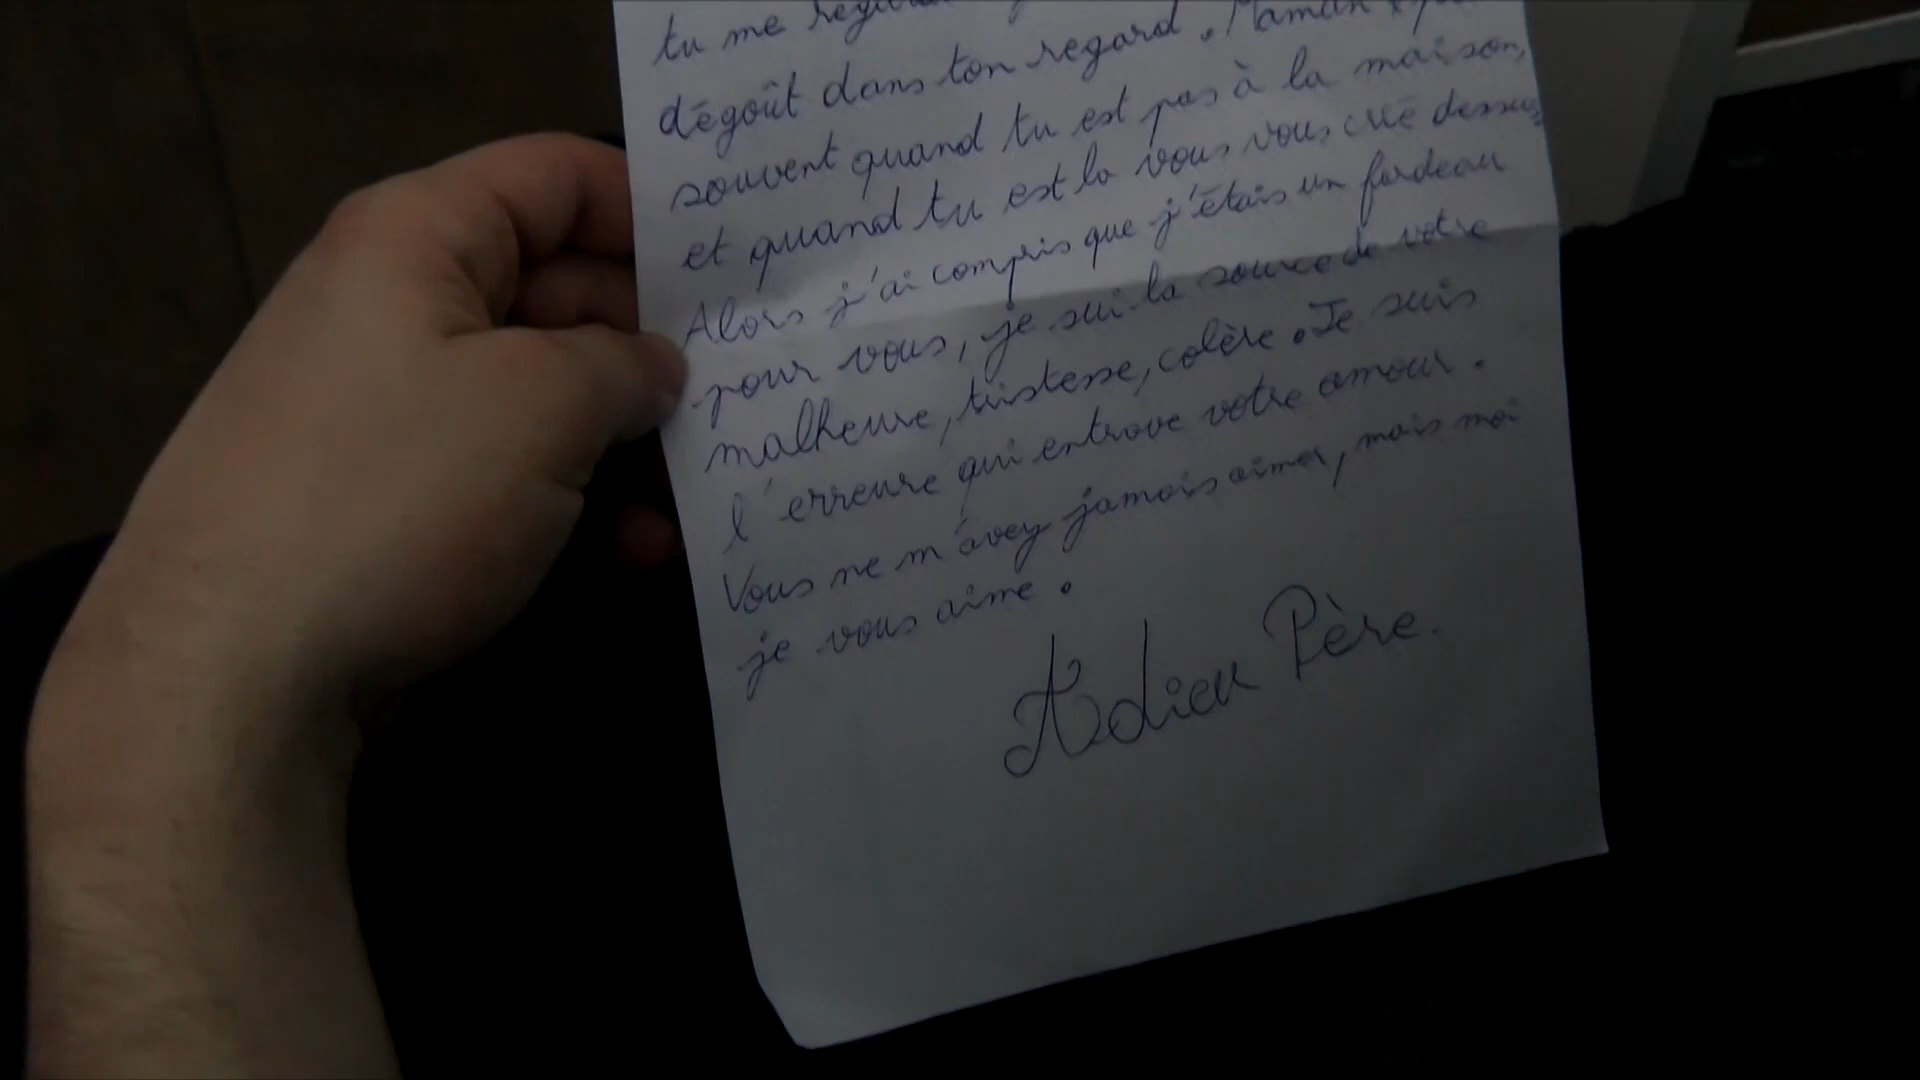 tu me
dégoût dans ton regard. Maman
souvent quand tu est pas à la maison,
et quand tu est la vous vous crié dessus
Alors j'ai compris que j'étais un fardeau
pour vous, je sui la source de votre
malheure, tristesse, colère. Je suis
l'erreure qui entrave votre amour.
Vous ne m'avez jamais aimer, mais moi
je vous aime.
Adieu Père.